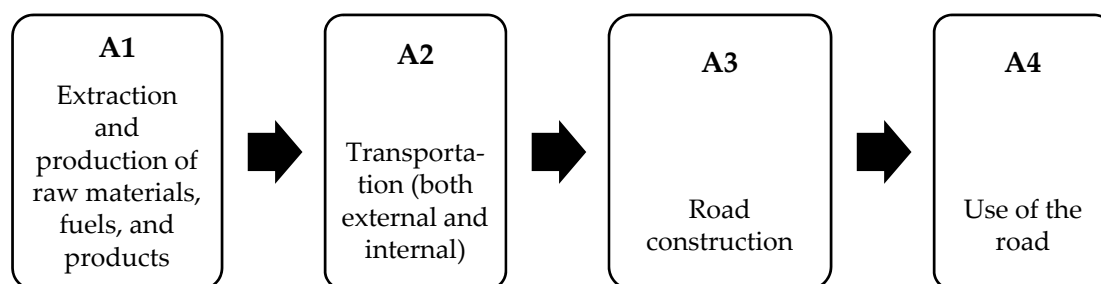 A1
Extraction
and
production of
raw materials,
fuels, and
products
A2
Transporta-
tion (both
external and
internal)
A3
Road
construction
A4
Use of the
road